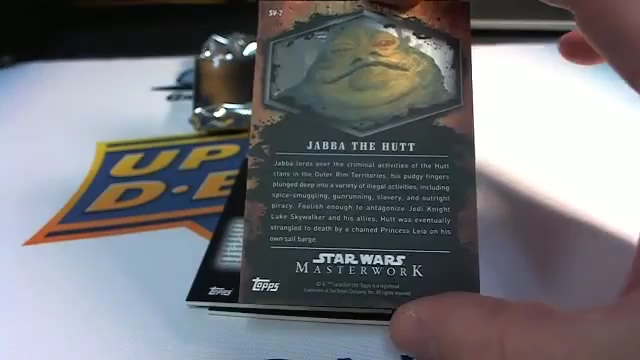 SV-2
JABBA THE HUTT
Jabba lords over the criminal activities of the Hutt
clans in the Outer Rim Territories, his pudgy fingers
plunged deep into a variety of illegal activities, including
spice-smuggling, gunrunning, slavery, and outright
piracy. Foolish enough to antagonize Jedi Knight
Luke Skywalker and his allies, Hutt was eventually
strangled to death by a chained Princess Leia on his
own sail barge.
STAR WARS
MASTERWORK
Topps
Topps
UP
D